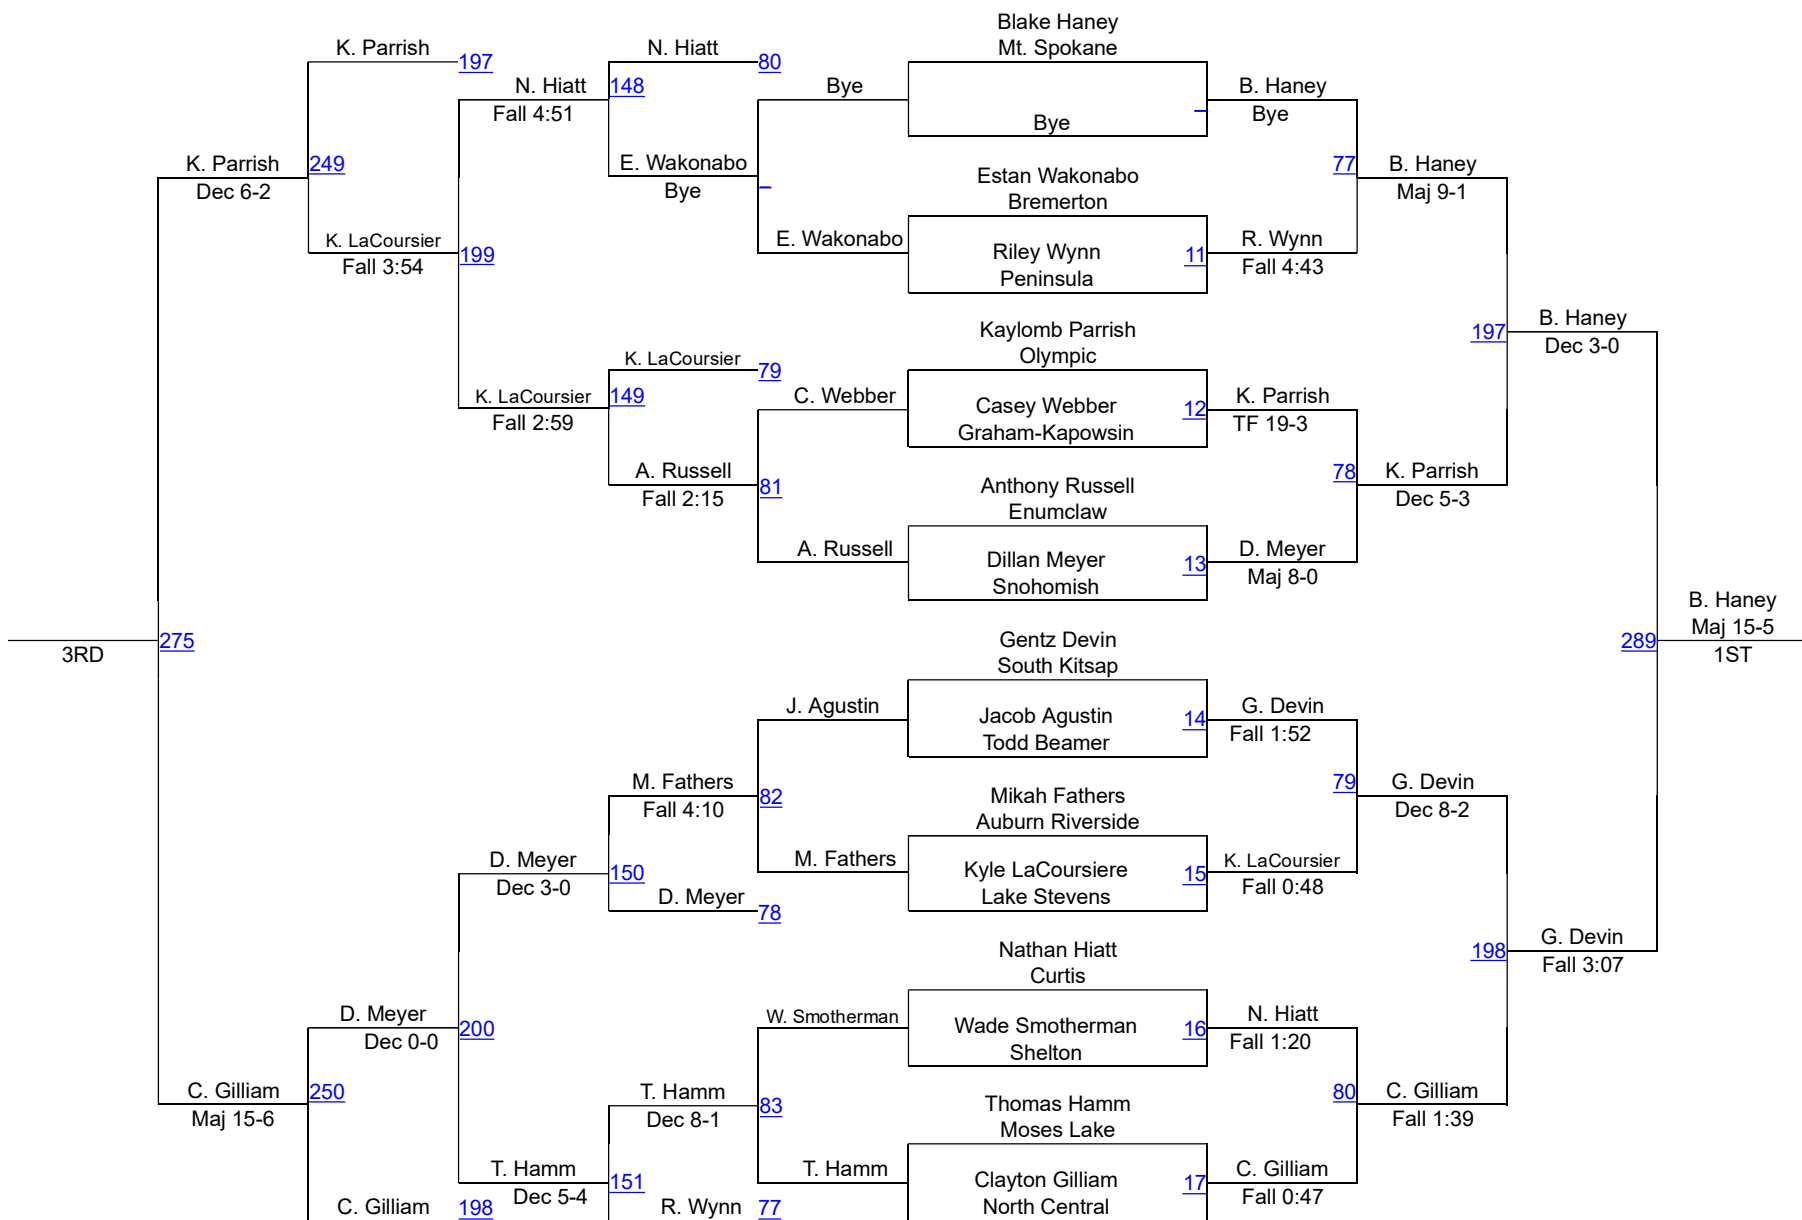 Blake Haney
K. Parrish
N. Hiatt
Mt. Spokane
197
80
N. Hiatt
148
Bye
B. Haney
Fall 4:51
_
Bye
Bye
K. Parrish
249
E. Wakonabo
77
B. Haney
Dec 6-2
Bye
_
Estan Wakonabo
Maj 9-1
Bremerton
K. LaCoursier
E. Wakonabo
R. Wynn
Fall 3:54
199
Riley Wynn
11
Fall 4:43
Peninsula
Kaylomb Parrish
B. Haney
197
K. LaCoursier
Olympic
Dec 3-0
79
K. LaCoursier
149
C. Webber
Casey Webber
12
K. Parrish
Fall 2:59
Graham-Kapowsin
TF 19-3
A. Russell
78
K. Parrish
Fall 2:15
81
Anthony Russell
Dec 5-3
Enumclaw
A. Russell
D. Meyer
Dillan Meyer
13
Maj 8-0
Snohomish
B. Haney
Maj 15-5
275
Gentz Devin
289
3RD
South Kitsap
1ST
J. Agustin
Jacob Agustin
14
G. Devin
Todd Beamer
Fall 1:52
M. Fathers
82
Mikah Fathers
79
G. Devin
Fall 4:10
Auburn Riverside
Dec 8-2
D. Meyer
150
M. Fathers
Kyle LaCoursiere
15
K. LaCoursier
Dec 3-0
Lake Stevens
Fall 0:48
D. Meyer
78
Nathan Hiatt
198
G. Devin
Curtis
Fall 3:07
D. Meyer
200
W. Smotherman
Wade Smotherman
16
N. Hiatt
Dec 0-0
Shelton
Fall 1:20
C. Gilliam
250
T. Hamm
83
Thomas Hamm
80
C. Gilliam
Maj 15-6
Dec 8-1
Moses Lake
Fall 1:39
T. Hamm
151
T. Hamm
Clayton Gilliam
17
C. Gilliam
Dec 5-4
North Central
Fall 0:47
C. Gilliam
198
R. Wynn
77